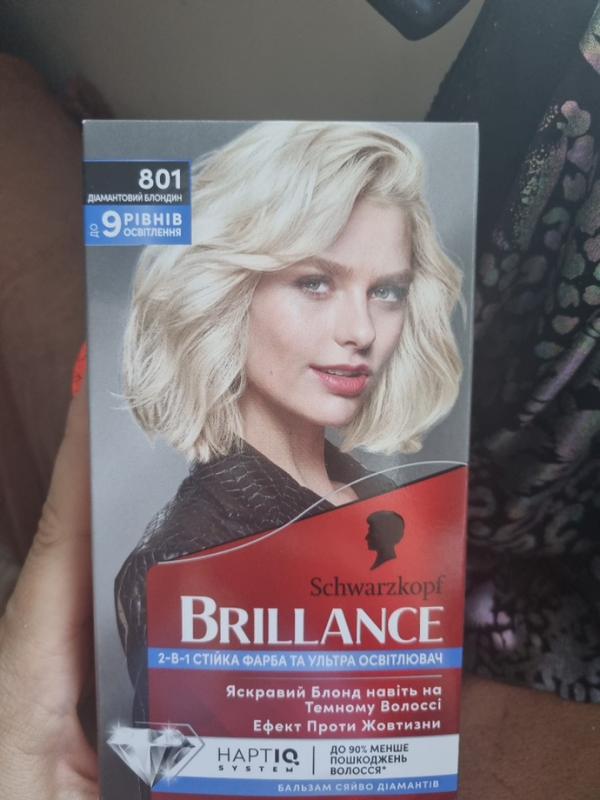 801
ДІАМАНТОВИЙ БЛОНДИН
ДО 9 РІВНІВ
ОСВІТЛЕННЯ
Schwarzkopf
BRILLANCE
2-В-1 СТІЙКА ФАРБА ТА УЛЬТРА ОСВІТЛЮВАЧ
Яскравий Блонд навіть на
Темному Волоссі
Ефект Проти Жовтизни
HAPTIQ
SYSTEM
ДО 90% МЕНШЕ
ПОШКОДЖЕНЬ
ВОЛОССЯ*
БАЛЬЗАМ СЯЙВО ДІАМАНТІВ